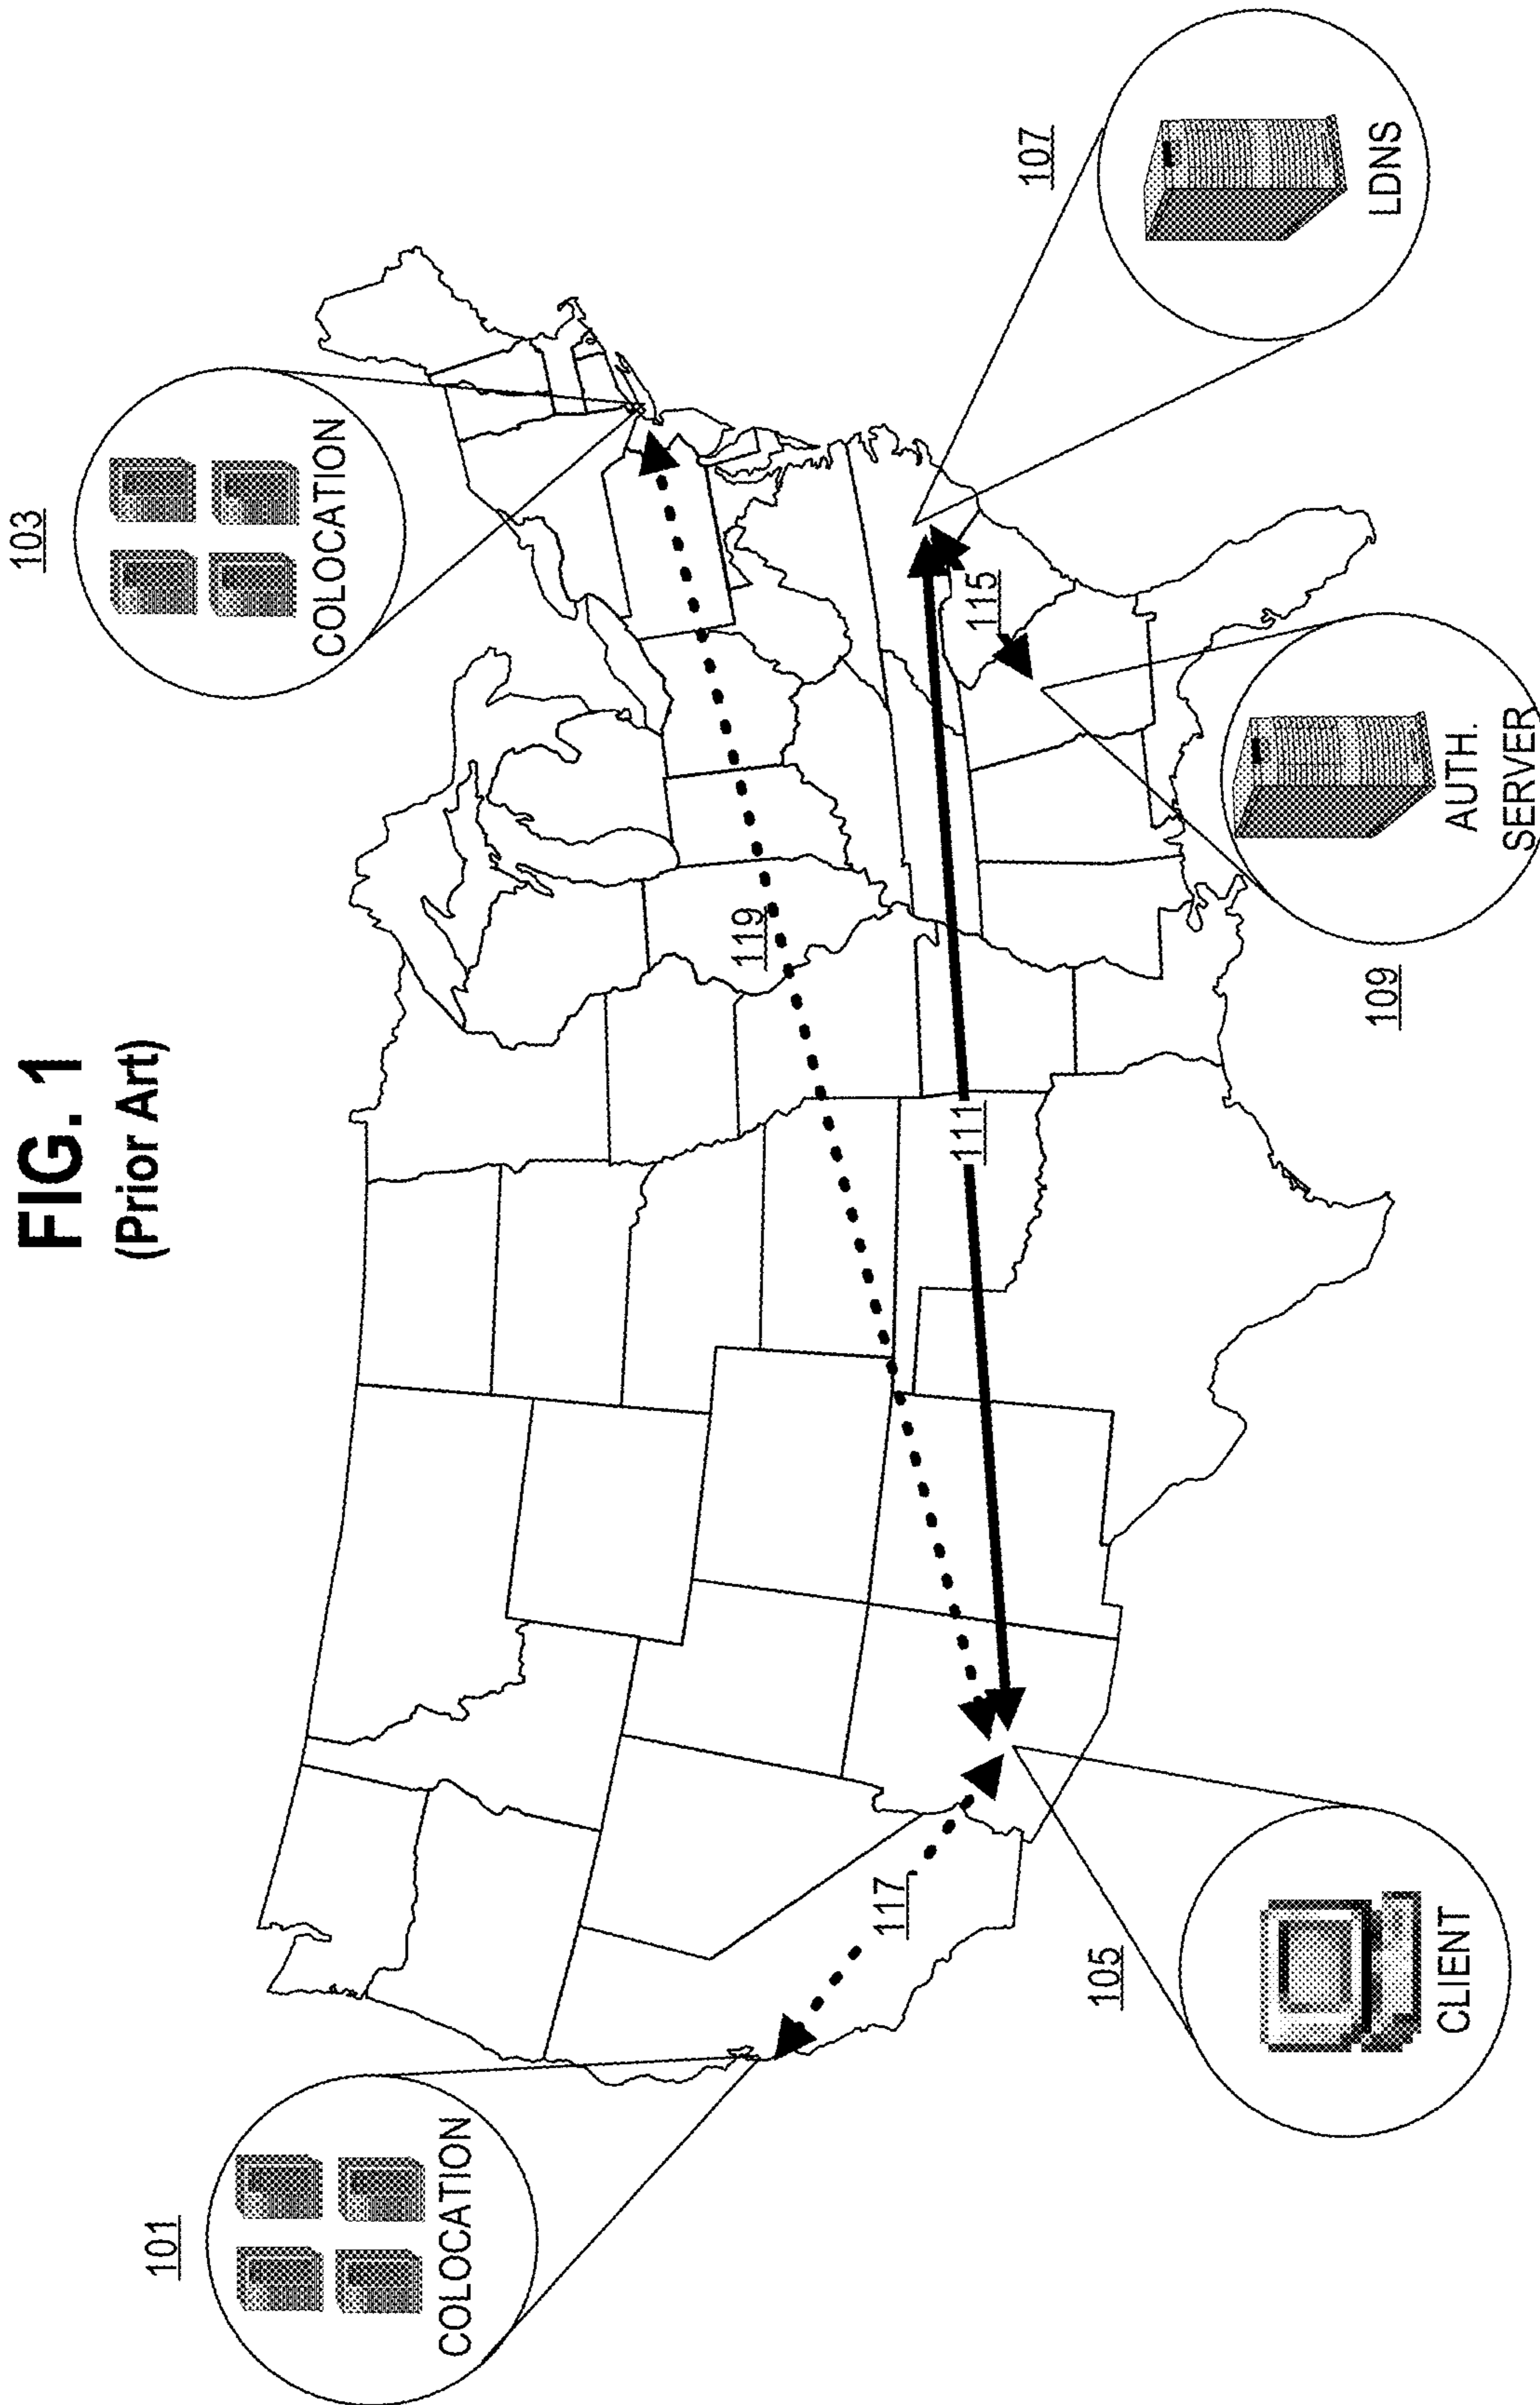 FIG. 1
(Prior Art)
101
COLOCATION
103
COLOCATION
119
117
111
115
105
CLIENT
109
AUTH.
SERVER
107
LDNS